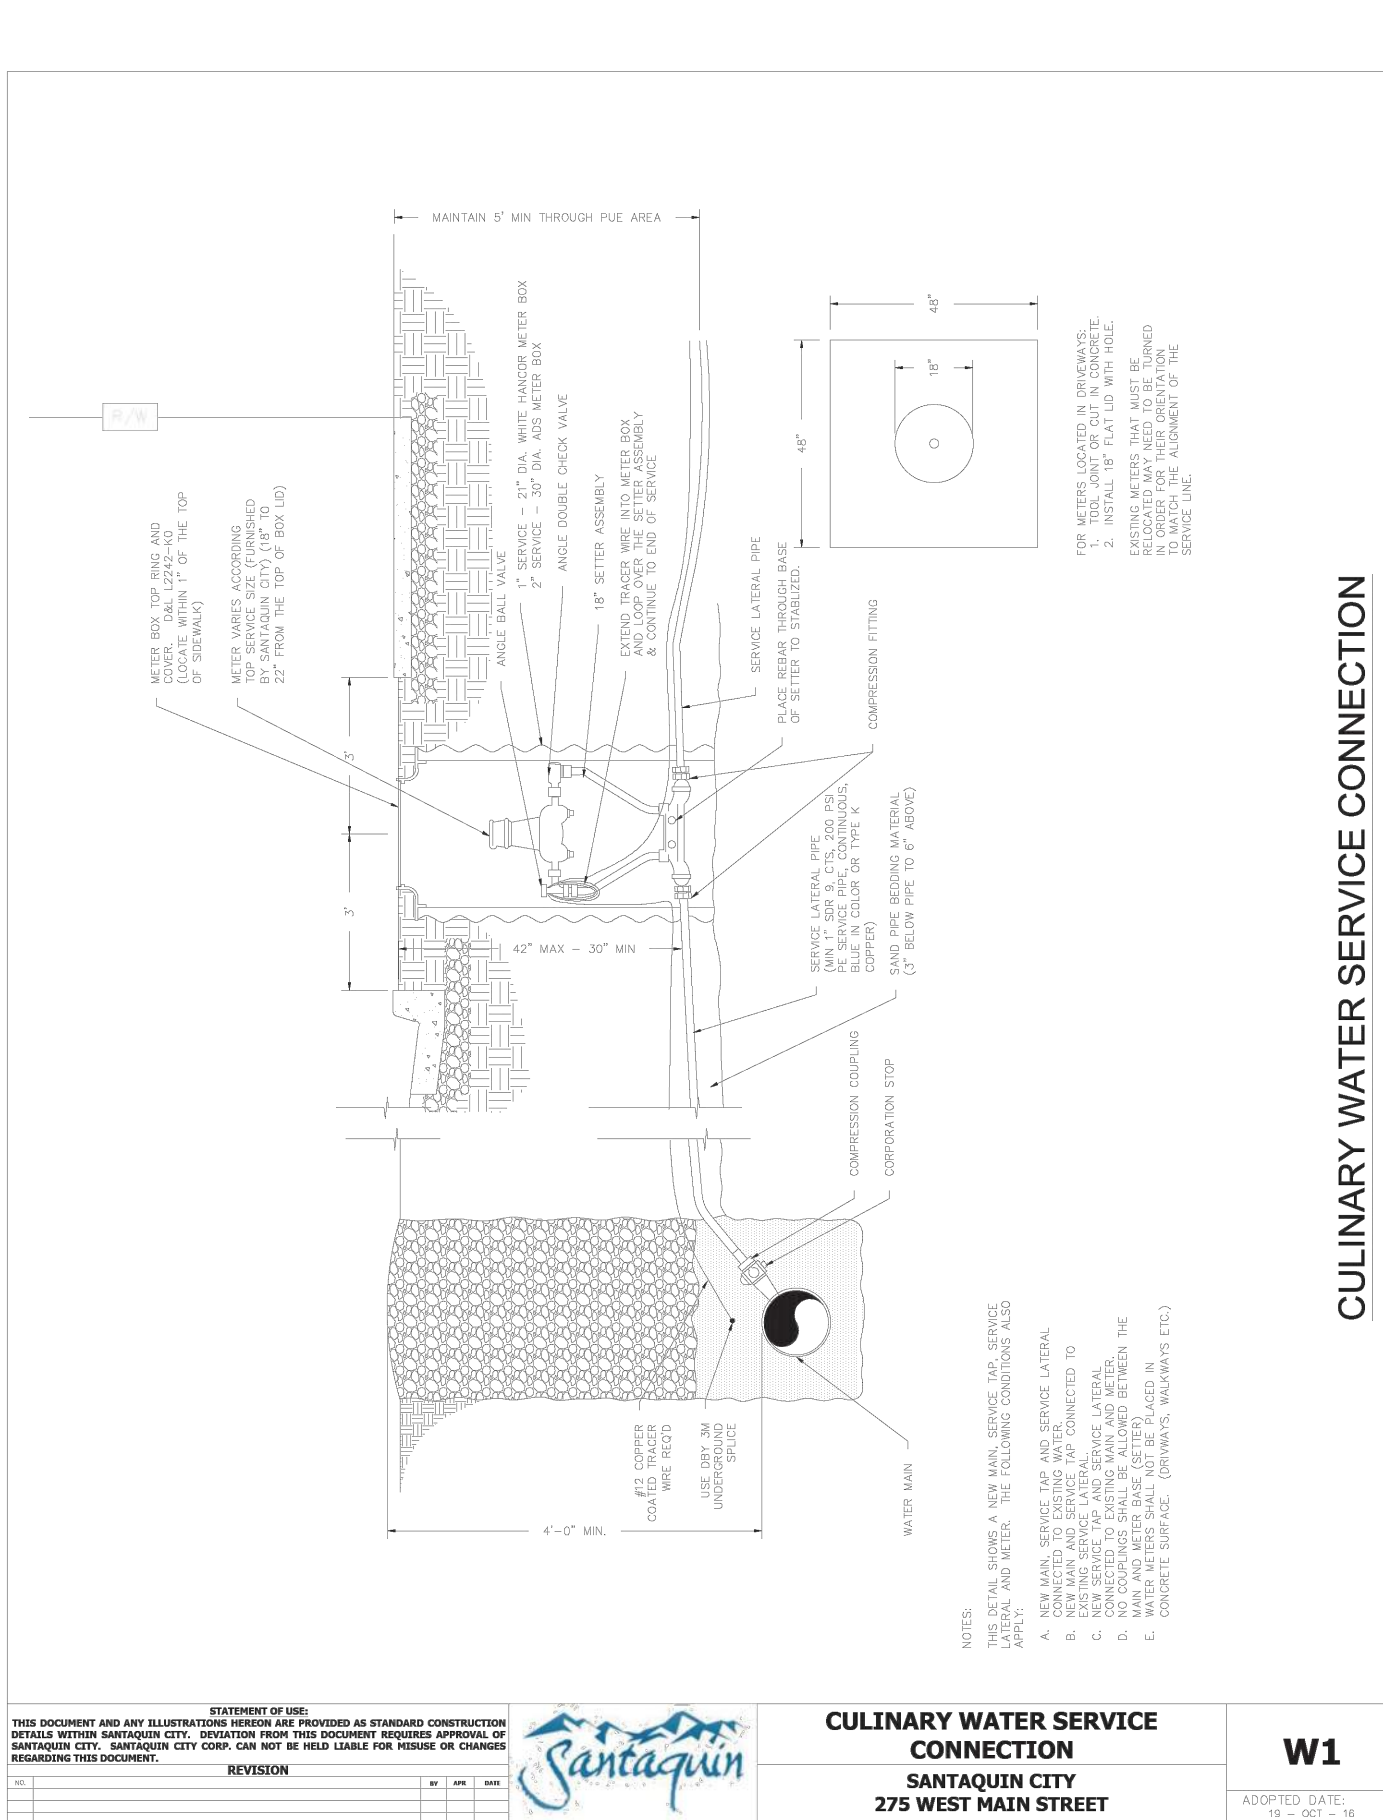 MAINTAIN 5' MIN THROUGH PUE AREA
R/W
METER BOX TOP RING AND
COVER. D&L L2242-K0
(LOCATE WITHIN 1" OF THE TOP
OF SIDEWALK)
METER VARIES ACCORDING
TOP SERVICE SIZE (FURNISHED
BY SANTAQUIN CITY) (18" TO
22" FROM THE TOP OF BOX LID)
3'
3'
ANGLE BALL VALVE
1" SERVICE - 21" DIA. WHITE HANCOR METER BOX
2" SERVICE - 30" DIA. ADS METER BOX
ANGLE DOUBLE CHECK VALVE
18" SETTER ASSEMBLY
EXTEND TRACER WIRE INTO METER BOX
AND LOOP OVER THE SETTER ASSEMBLY
& CONTINUE TO END OF SERVICE
SERVICE LATERAL PIPE
PLACE REBAR THROUGH BASE
OF SETTER TO STABLIZED.
COMPRESSION FITTING
48"
48"
18"
FOR METERS LOCATED IN DRIVEWAYS:
1. TOOL JOINT OR CUT IN CONCRETE.
2. INSTALL 18" FLAT LID WITH HOLE.
EXISTING METERS THAT MUST BE
RELOCATED MAY NEED TO BE TURNED
IN ORDER FOR THEIR ORIENTATION
TO MATCH THE ALIGNMENT OF THE
SERVICE LINE.
42" MAX - 30" MIN
SERVICE LATERAL PIPE
(MIN 1" SDR 9, CTS, 200 PSI
PE SERVICE PIPE, CONTINUOUS,
BLUE IN COLOR OR TYPE K
COPPER)
SAND PIPE BEDDING MATERIAL
(3" BELOW PIPE TO 6" ABOVE)
COMPRESSION COUPLING
CORPORATION STOP
#12 COPPER
COATED TRACER
WIRE REQ'D
USE DBY 3M
UNDERGROUND
SPLICE
4'-0" MIN.
WATER MAIN
NOTES:
THIS DETAIL SHOWS A NEW MAIN, SERVICE TAP, SERVICE
LATERAL AND METER. THE FOLLOWING CONDITIONS ALSO
APPLY:
A. NEW MAIN, SERVICE TAP AND SERVICE LATERAL
CONNECTED TO EXISTING WATER.
B. NEW MAIN AND SERVICE TAP CONNECTED TO
EXISTING SERVICE LATERAL.
C. NEW SERVICE TAP AND SERVICE LATERAL
CONNECTED TO EXISTING MAIN AND METER.
D. NO COUPLINGS SHALL BE ALLOWED BETWEEN THE
MAIN AND METER BASE (SETTER)
E. WATER METERS SHALL NOT BE PLACED IN
CONCRETE SURFACE. (DRIVWAYS, WALKWAYS ETC.)
CULINARY WATER SERVICE CONNECTION
STATEMENT OF USE:
THIS DOCUMENT AND ANY ILLUSTRATIONS HEREON ARE PROVIDED AS STANDARD CONSTRUCTION
DETAILS WITHIN SANTAQUIN CITY. DEVIATION FROM THIS DOCUMENT REQUIRES APPROVAL OF
SANTAQUIN CITY. SANTAQUIN CITY CORP. CAN NOT BE HELD LIABLE FOR MISUSE OR CHANGES
REGARDING THIS DOCUMENT.
REVISION
NO. BY APR DATE
Santaquin
CULINARY WATER SERVICE
CONNECTION
SANTAQUIN CITY
275 WEST MAIN STREET
W1
ADOPTED DATE:
19 - OCT - 16